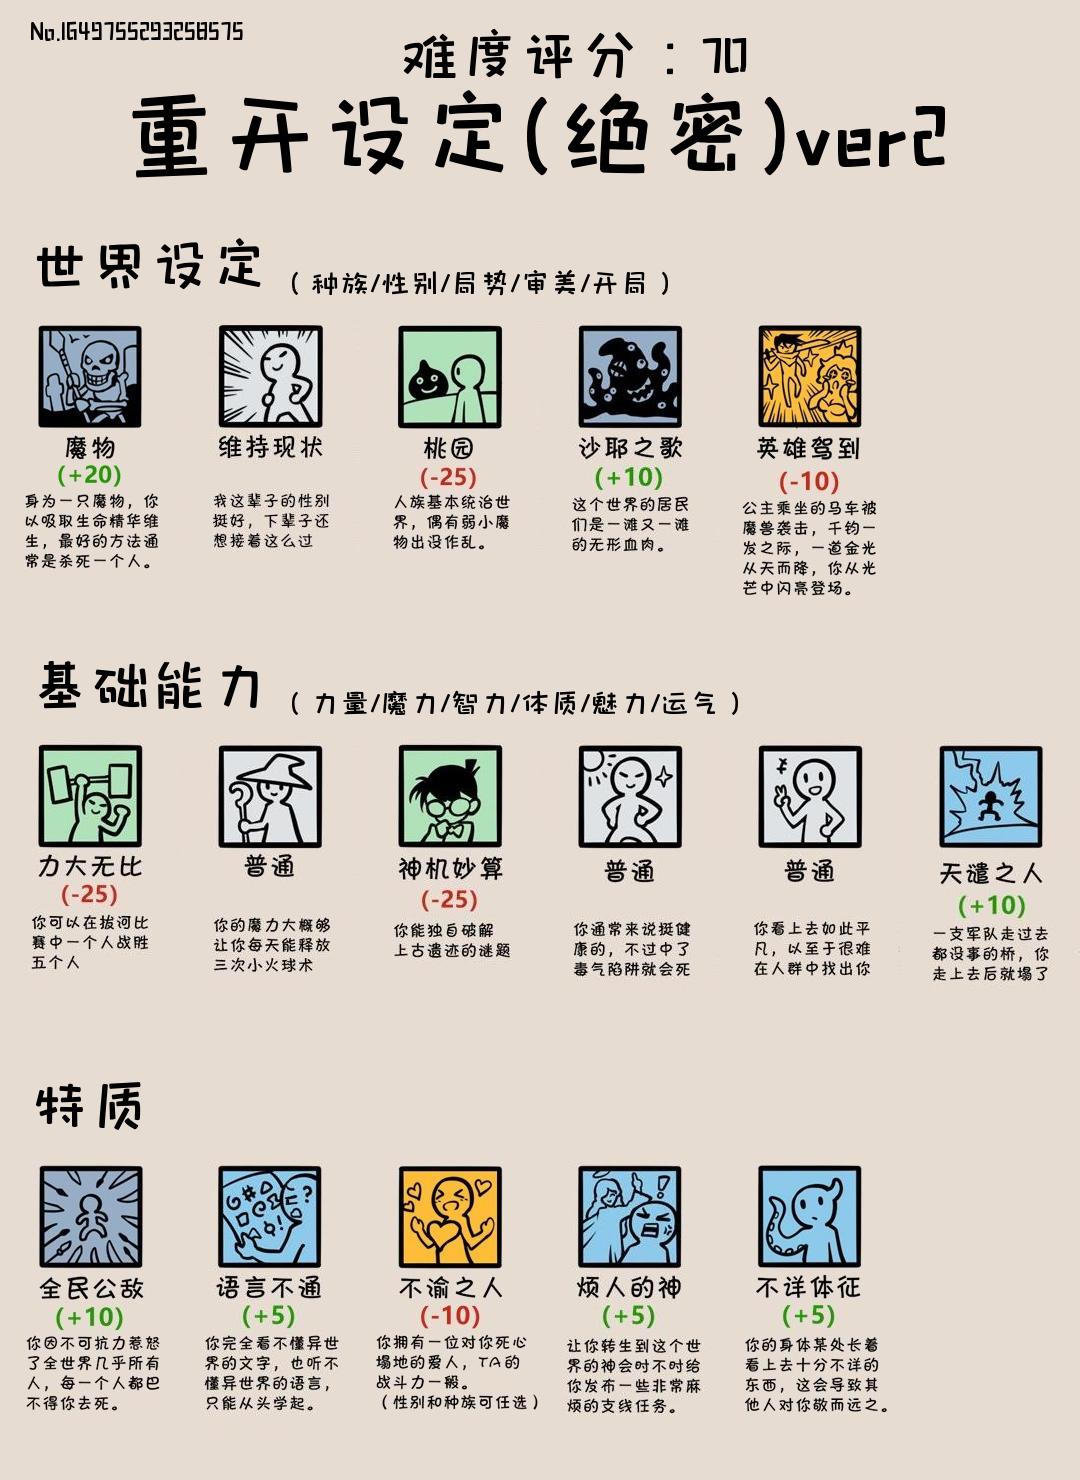 No.1649755293258575
难度评分：70
重开设定(绝密)ver2
世界设定（种族/性别/局势/审美/开局）
魔物
(+20)
身为一只魔物，你
以吸取生命精华维
生，最好的方法通
常是杀死一个人。
维持现状
我这辈子的性别
挺好，下辈子还
想接着这么过
桃园
(-25)
人族基本统治世
界，偶有弱小魔
物出没作乱。
沙耶之歌
(+10)
这个世界的居民
们是一滩又一滩
的无形血肉。
英雄驾到
(-10)
公主乘坐的马车被
魔兽袭击，千钧一
发之际，一道金光
从天而降，你从光
芒中闪亮登场。
基础能力（力量/魔力/智力/体质/魅力/运气）
力大无比
(-25)
你可以在拔河比
赛中一个人战胜
五个人
普通
你的魔力大概够
让你每天能释放
三次小火球术
神机妙算
(-25)
你能独自破解
上古遗迹的谜题
普通
你通常来说挺健
康的，不过中了
毒气陷阱就会死
普通
你看上去如此平
凡，以至于很难
在人群中找出你
天谴之人
(+10)
一支军队走过去
都没事的桥，你
走上去后就塌了
特质
全民公敌
(+10)
你因不可抗力惹怒
了全世界几乎所有
人，每一个人都巴
不得你去死。
语言不通
(+5)
你完全看不懂异世
界的文字，也听不
懂异世界的语言，
只能从头学起。
不渝之人
(-10)
你拥有一位对你死心
塌地的爱人，TA的
战斗力一般。
（性别和种族可任选）
烦人的神
(+5)
让你转生到这个世
界的神会时不时给
你发布一些非常麻
烦的支线任务。
不详体征
(+5)
你的身体某处长着
看上去十分不详的
东西，这会导致其
他人对你敬而远之。